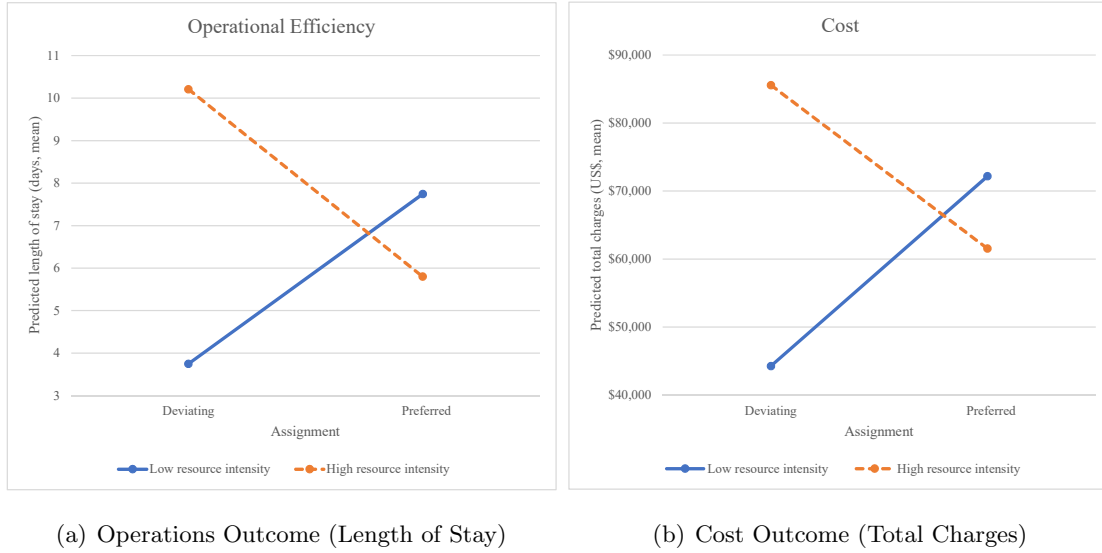 Operational Efficiency
11
10
9
8
7
6
5
4
3
Predicted length of stay (days, mean)
Deviating
Preferred
Assignment
Low resource intensity
High resource intensity
(a) Operations Outcome (Length of Stay)
Cost
$90,000
$80,000
$70,000
$60,000
$50,000
$40,000
Predicted total charges (US$, mean)
Deviating
Preferred
Assignment
Low resource intensity
High resource intensity
(b) Cost Outcome (Total Charges)